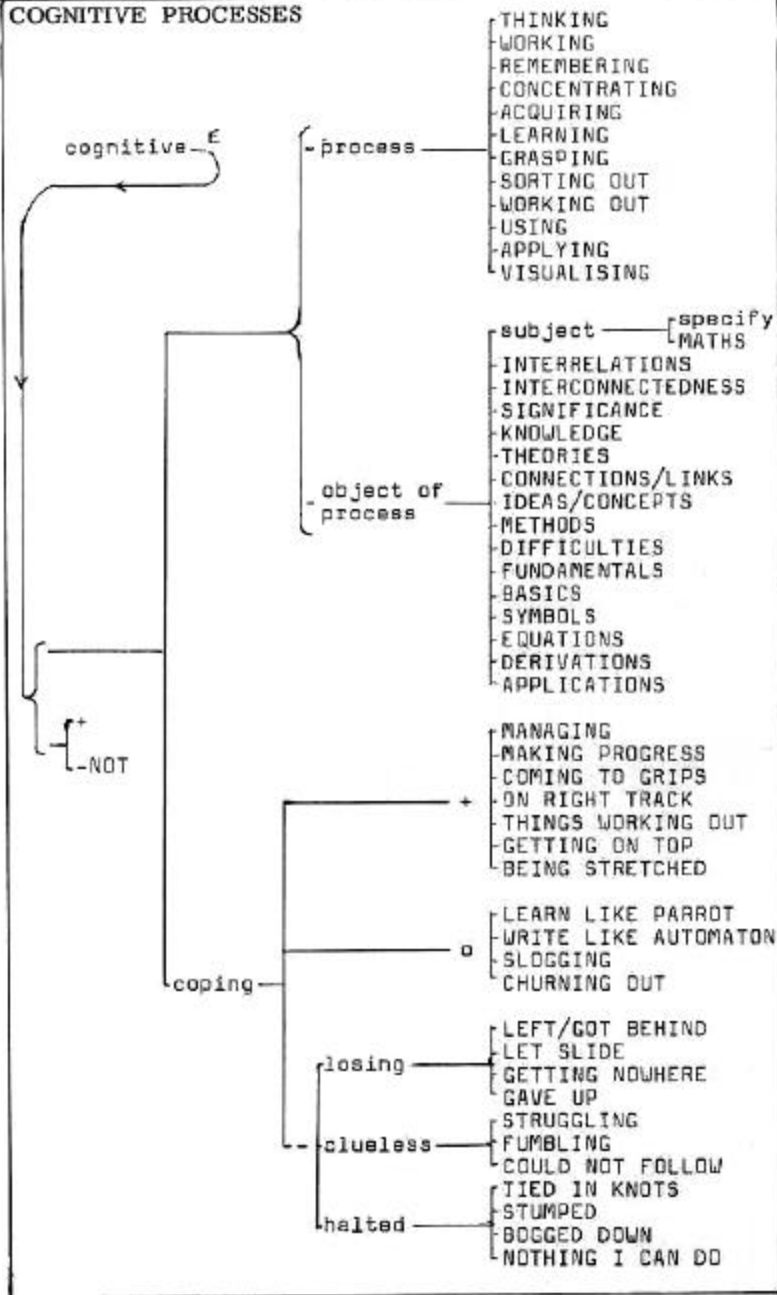 COGNITIVE PROCESSES
cognitive
ε
process
THINKING
WORKING
REMEMBERING
CONCENTRATING
ACQUIRING
LEARNING
GRASPING
SORTING OUT
WORKING OUT
USING
APPLYING
VISUALISING
object of
process
subject
specify
MATHS
INTERRELATIONS
INTERCONNECTEDNESS
SIGNIFICANCE
KNOWLEDGE
THEORIES
CONNECTIONS/LINKS
IDEAS/CONCEPTS
METHODS
DIFFICULTIES
FUNDAMENTALS
BASICS
SYMBOLS
EQUATIONS
DERIVATIONS
APPLICATIONS
+
-NOT
coping
+
MANAGING
MAKING PROGRESS
COMING TO GRIPS
ON RIGHT TRACK
THINGS WORKING OUT
GETTING ON TOP
BEING STRETCHED
o
LEARN LIKE PARROT
WRITE LIKE AUTOMATON
SLOGGING
CHURNING OUT
-
losing
LEFT/GOT BEHIND
LET SLIDE
GETTING NOWHERE
GAVE UP
clueless
STRUGGLING
FUMBLING
COULD NOT FOLLOW
halted
TIED IN KNOTS
STUMPED
BOGGED DOWN
NOTHING I CAN DO